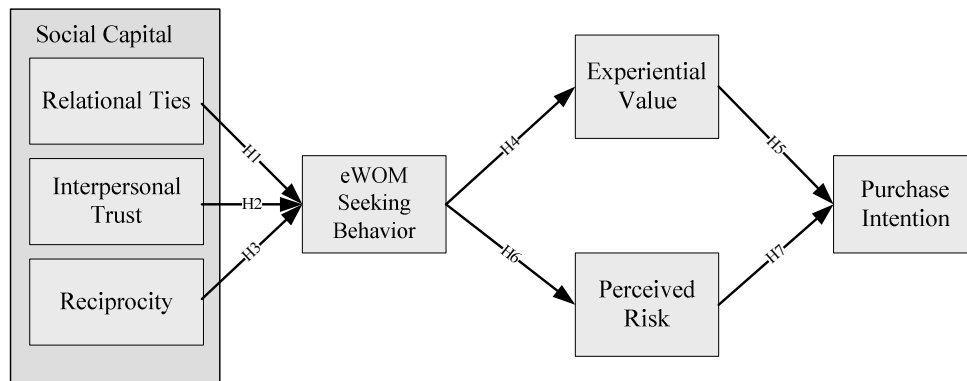 Social Capital
Relational Ties
Interpersonal
Trust
Reciprocity
H1
H2
H3
eWOM
Seeking
Behavior
H4
H6
Experiential
Value
Perceived
Risk
H5
H7
Purchase
Intention